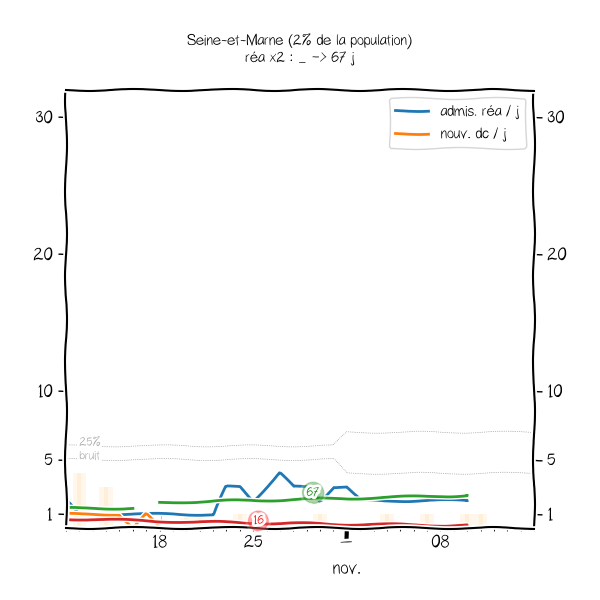 Seine-et-Marne (2% de la population)
réa x2 : _ -> 67 j
admis. réa / j
nouv. dc / j
30
30
20
20
10
10
25%
5
5
bruit
67
1
16
1
18
25
_
08
nov.